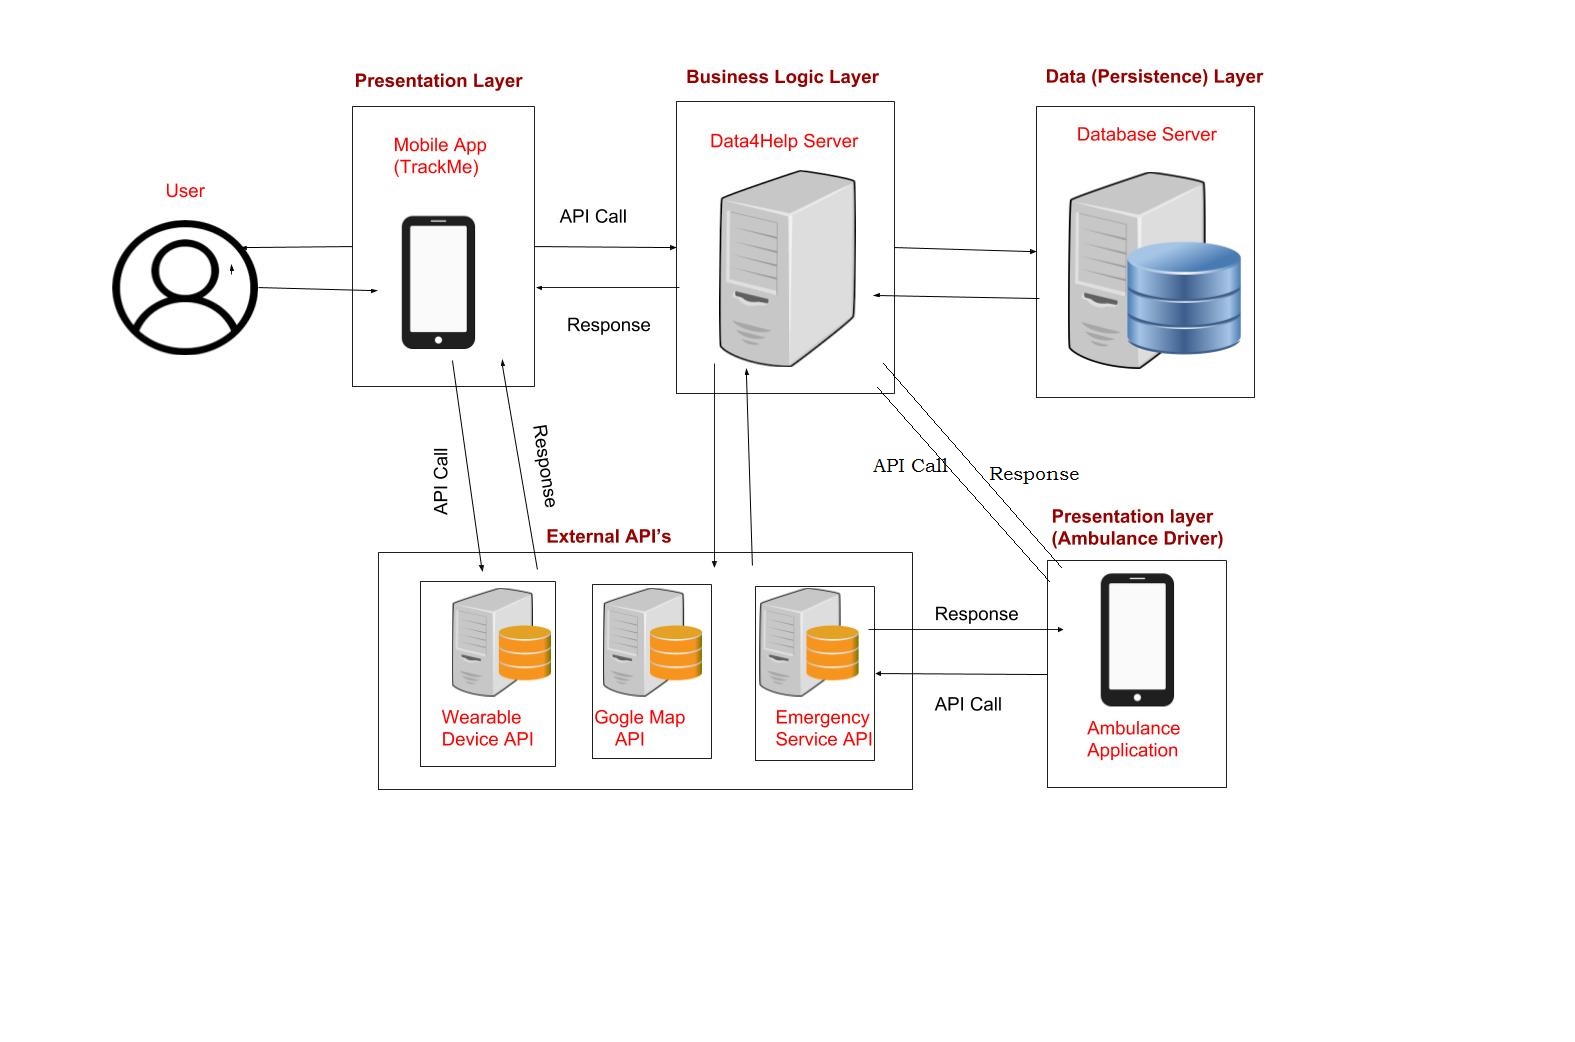 Presentation Layer
Business Logic Layer
Data (Persistence) Layer
Mobile App
(TrackMe)
Data4Help Server
Database Server
User
API Call
Response
API Call
Response
API Call
Response
External API’s
Presentation layer
(Ambulance Driver)
Response
API Call
Wearable
Device API
Gogle Map
API
Emergency
Service API
Ambulance
Application